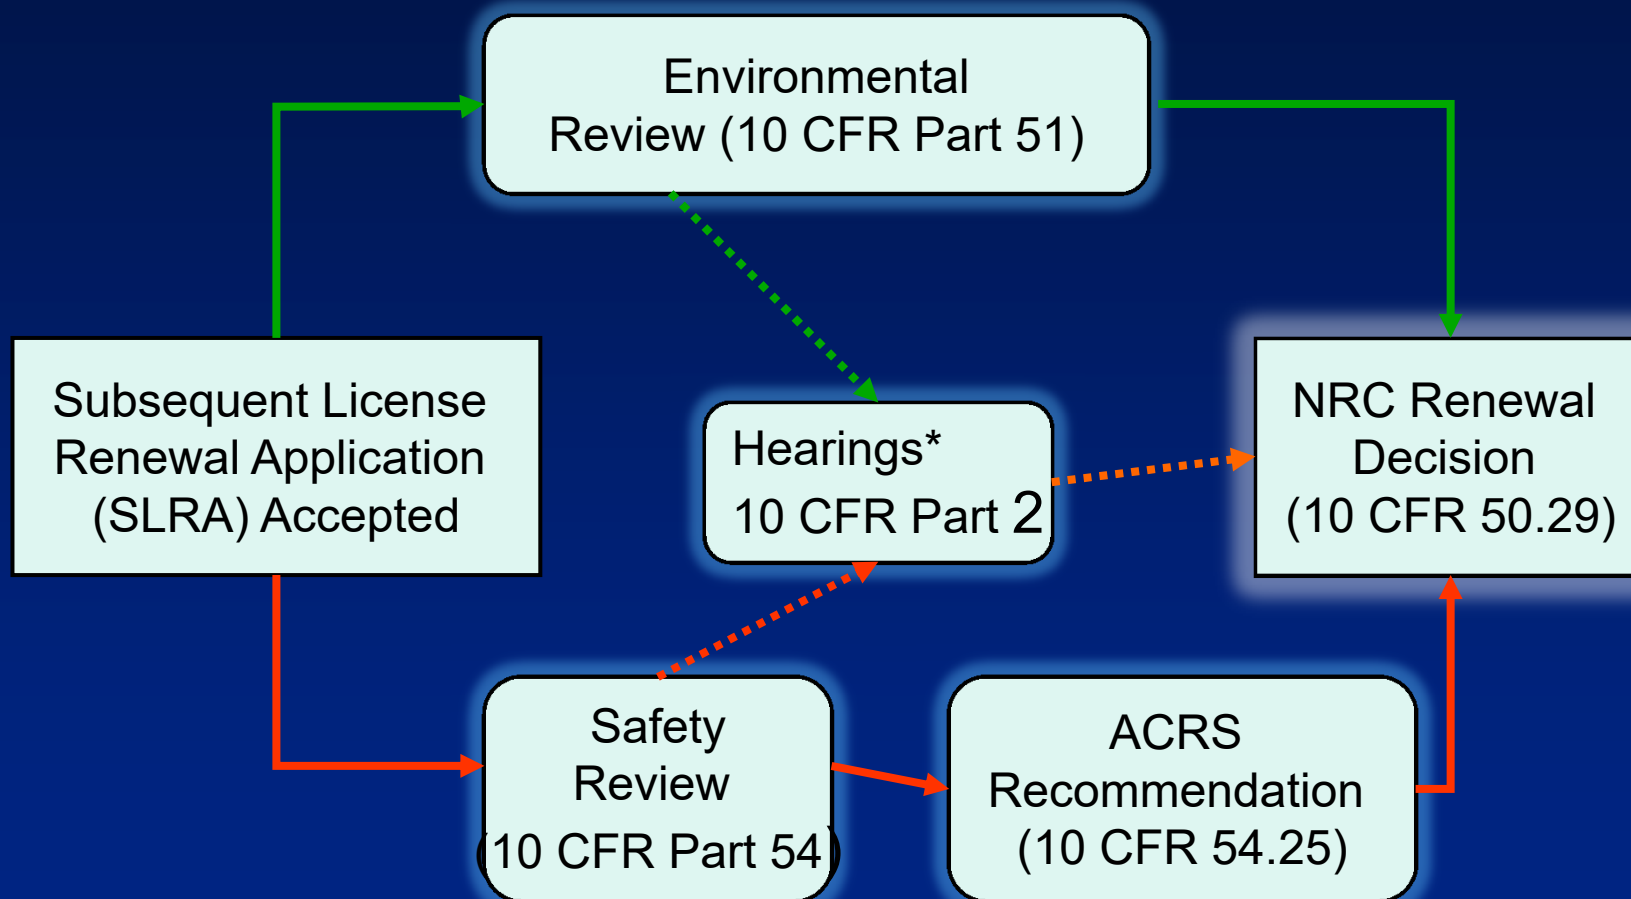 Environmental
Review (10 CFR Part 51)
Subsequent License
Renewal Application
(SLRA) Accepted
Hearings*
10 CFR Part 2
NRC Renewal
Decision
(10 CFR 50.29)
Safety
Review
(10 CFR Part 54)
ACRS
Recommendation
(10 CFR 54.25)